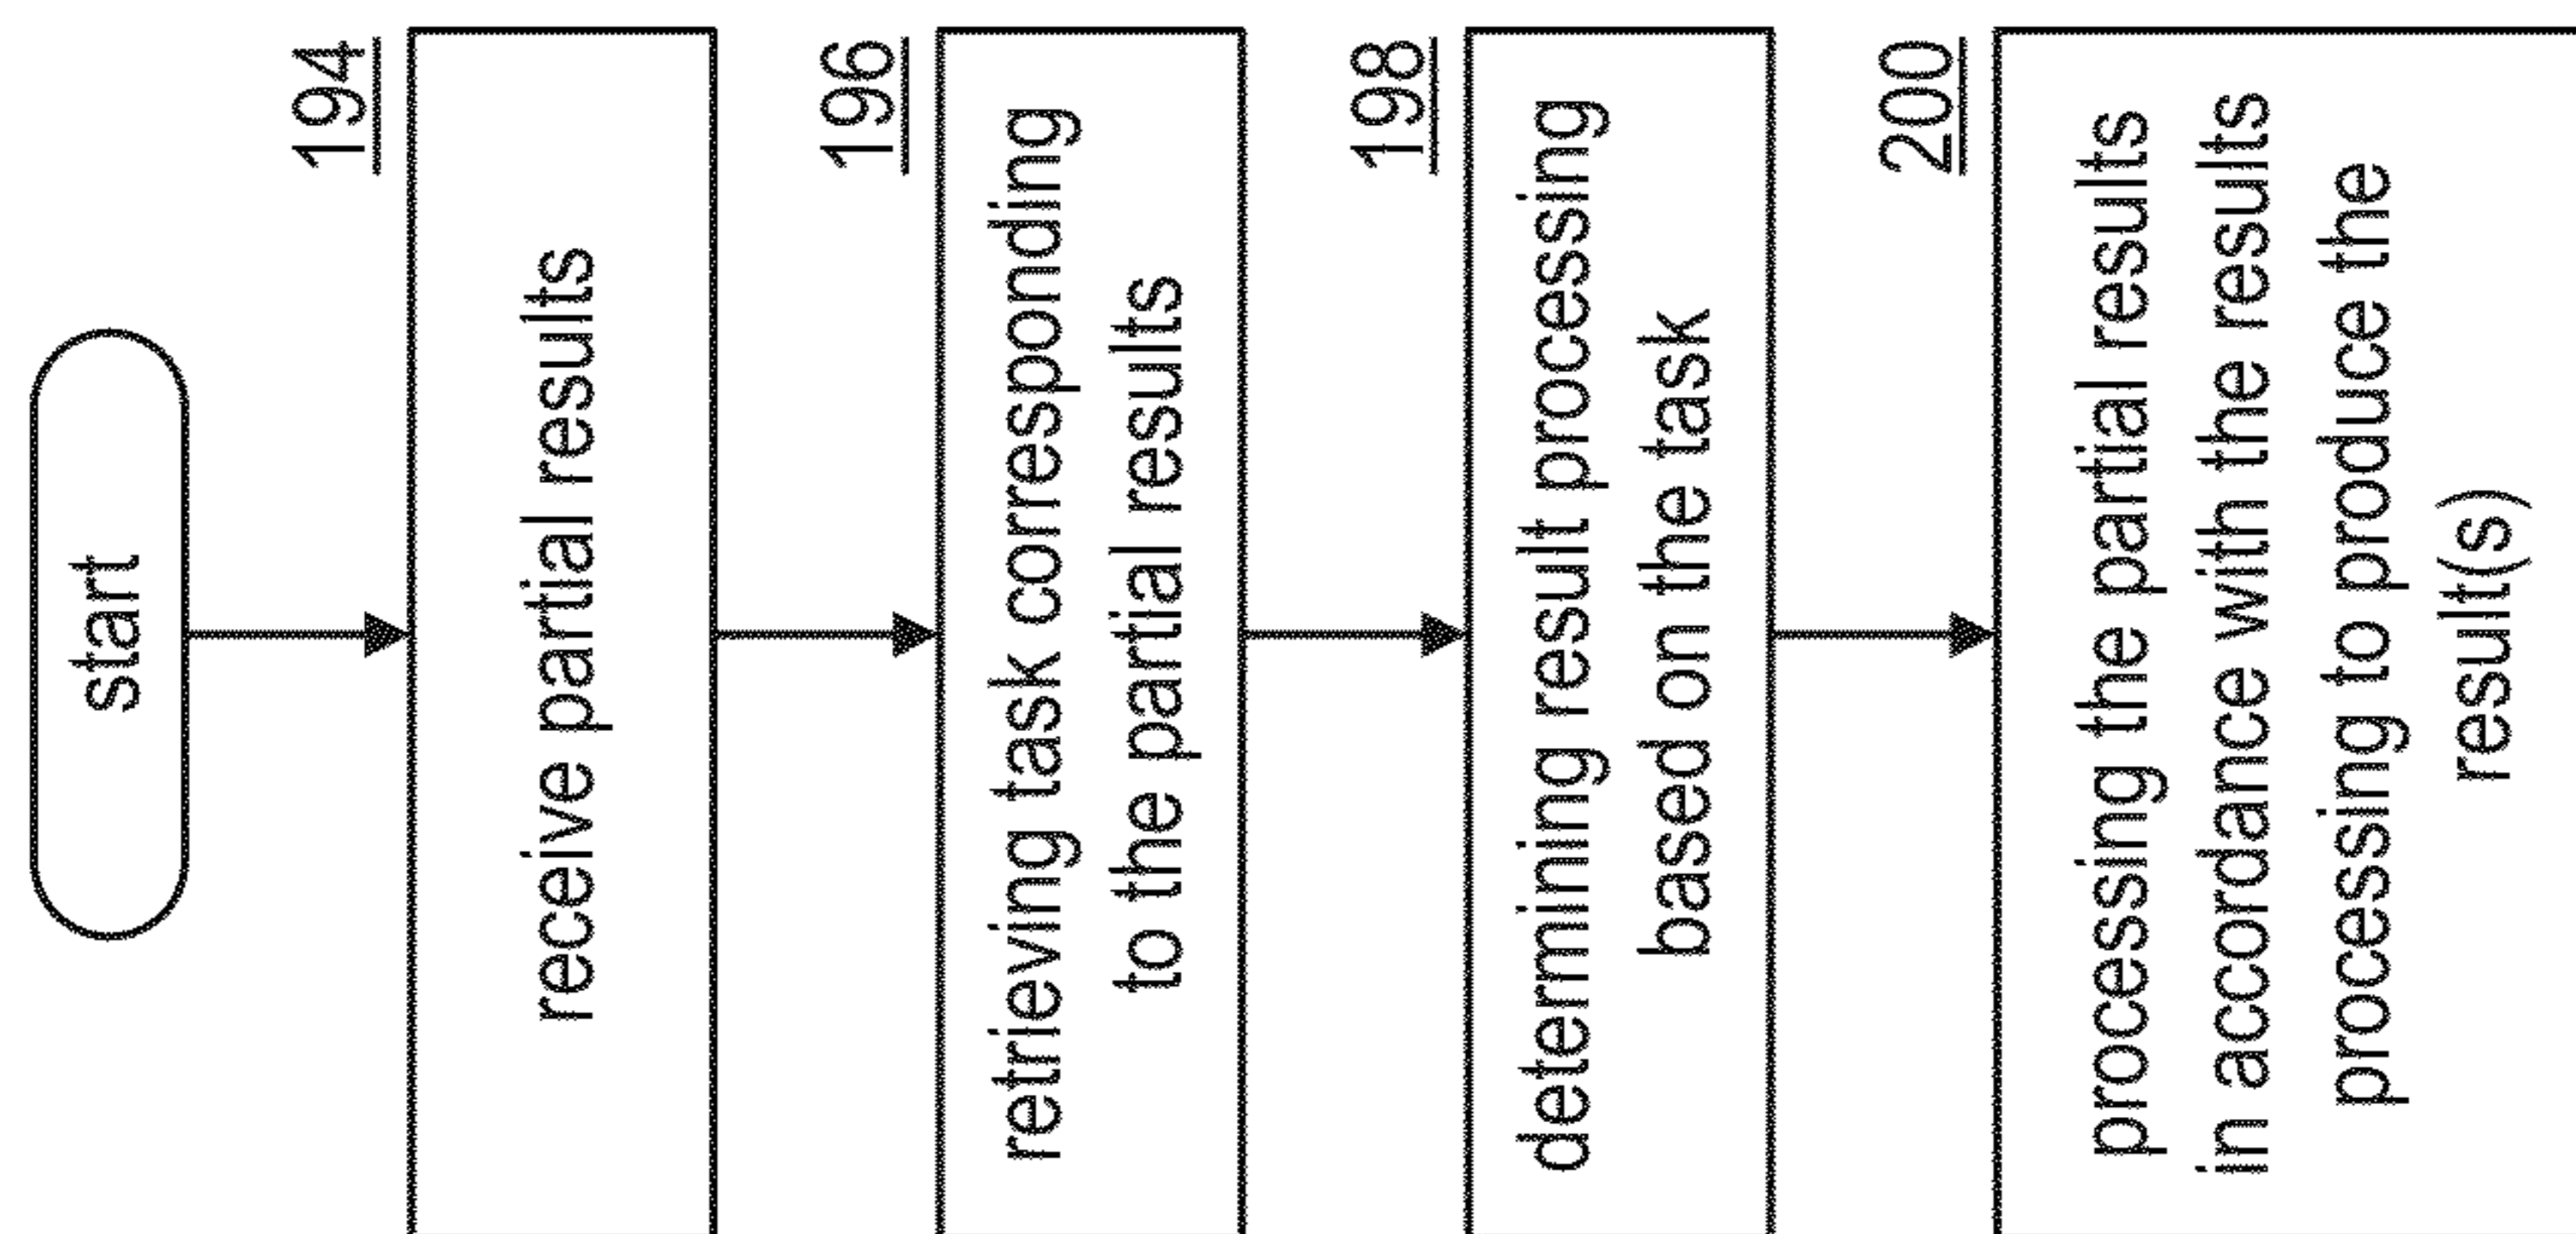 start
194
receive partial results
196
retrieving task corresponding
to the partial results
198
determining result processing
based on the task
200
processing the partial results
in accordance with the results
processing to produce the
result(s)